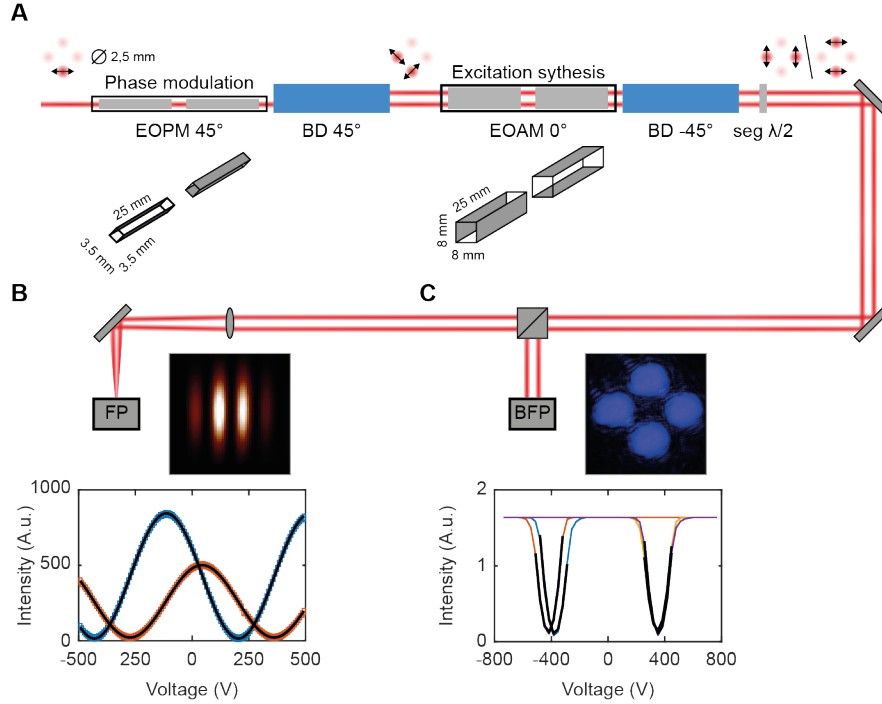 A
⌀ 2,5 mm
Phase modulation
Excitation sythesis
EOPM 45°
BD 45°
EOAM 0°
BD -45°
seg λ/2
25 mm
3.5 mm
3.5 mm
25 mm
8 mm
8 mm
B
C
FP
BFP
1000
500
0
Intensity (A.u.)
-500
250
0
250
500
Voltage (V)
2
1
0
Intensity (A.u.)
-800
-400
0
400
800
Voltage (V)